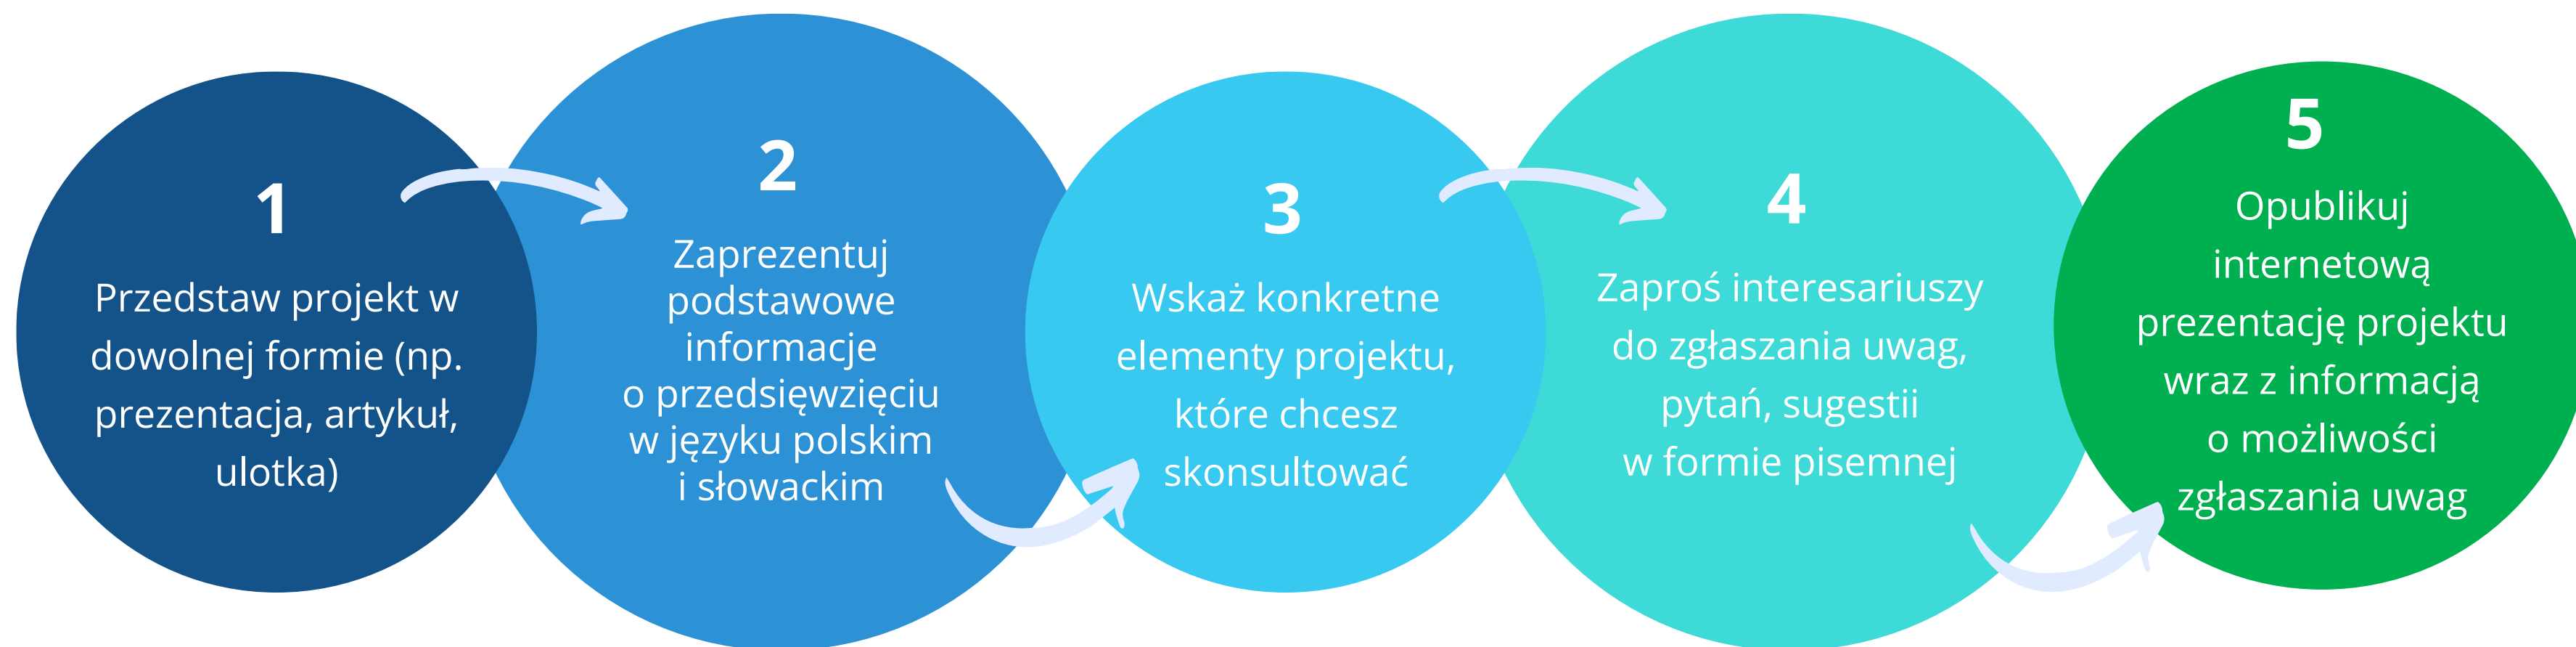 1
Przedstaw projekt w
dowolnej formie (np.
prezentacja, artykuł,
ulotka)
2
Zaprezentuj
podstawowe
informacje
o przedsięwzięciu
w języku polskim
i słowackim
3
Wskaż konkretne
elementy projektu,
które chcesz
skonsultować
4
Zaproś interesariuszy
do zgłaszania uwag,
pytań, sugestii
w formie pisemnej
5
Opublikuj
internetową
prezentację projektu
wraz z informacją
o możliwości
zgłaszania uwag